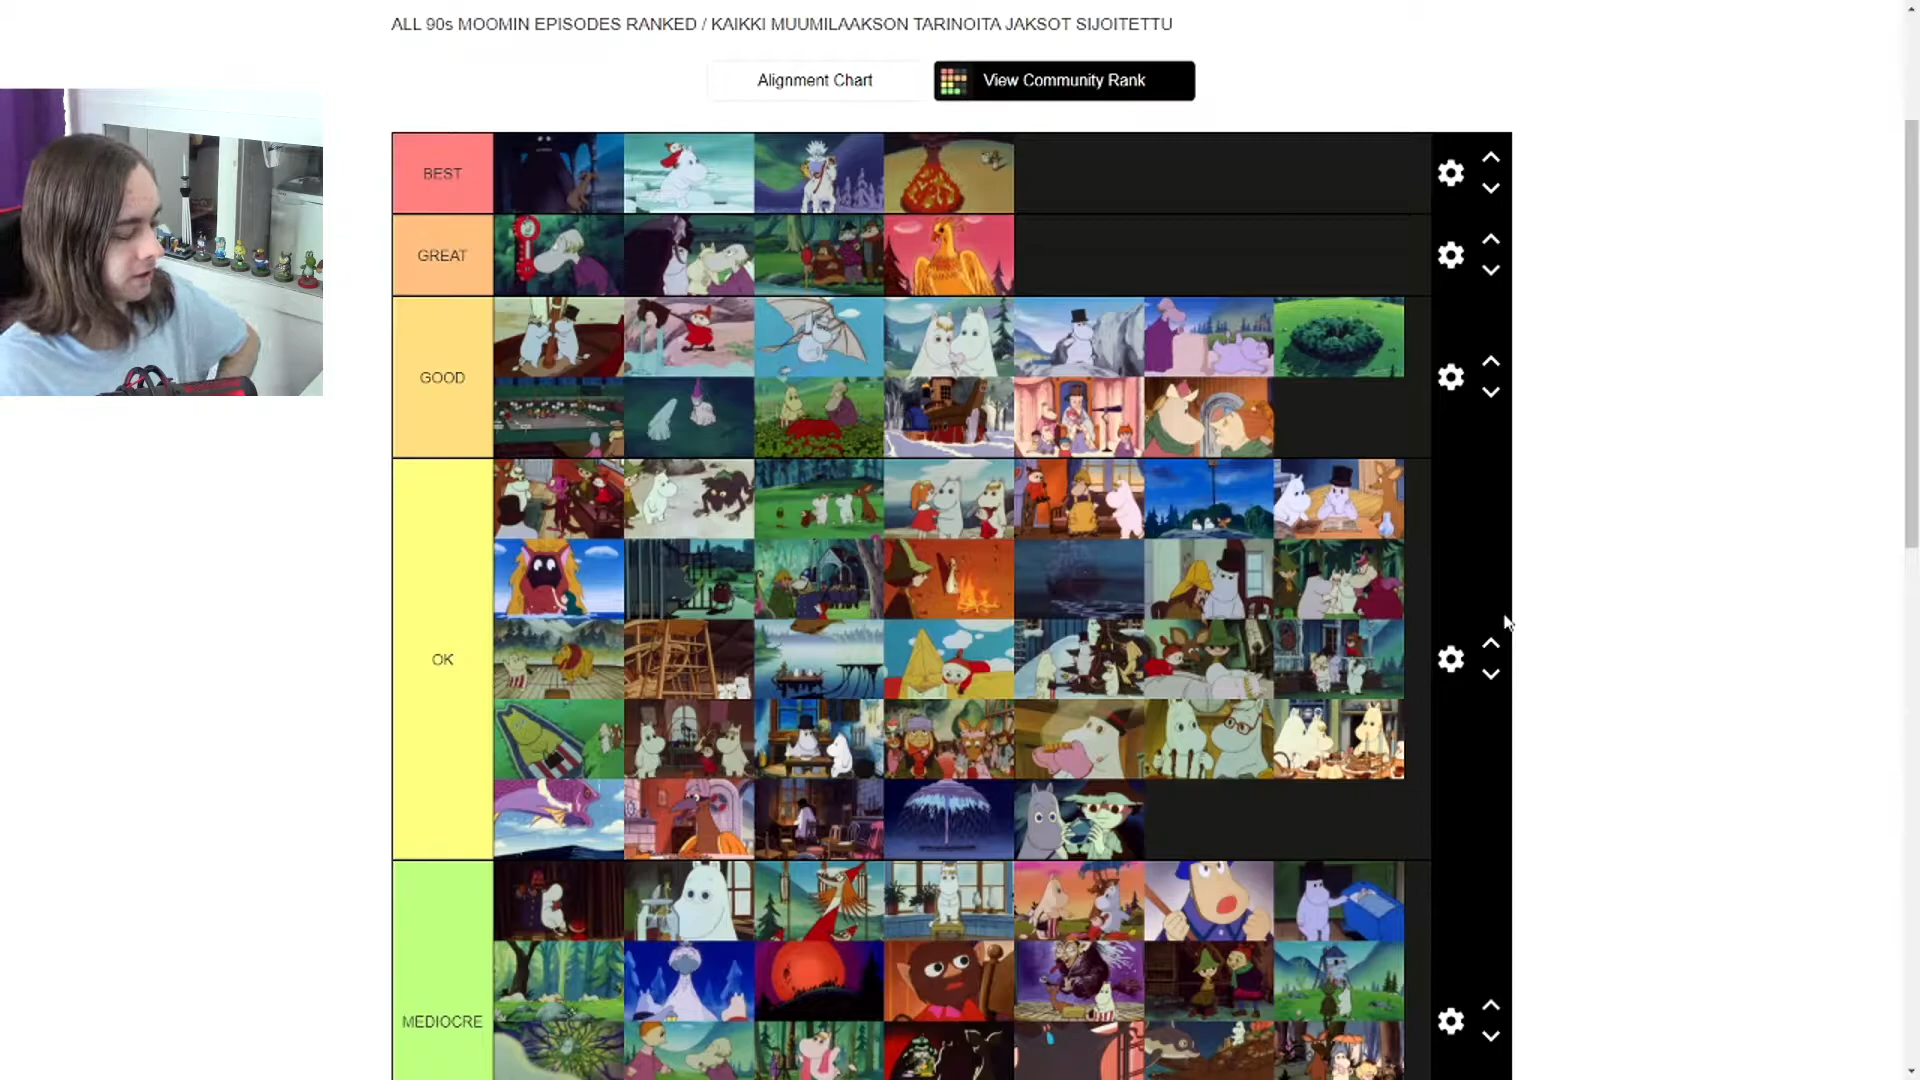 ALL 90s MOOMIN EPISODES RANKED / KAIKKI MUUMILAAKSON TARINOITA JAKSOT SIJOITETTU
Alignment Chart
View Community Rank
BEST
GREAT
GOOD
OK
MEDIOCRE